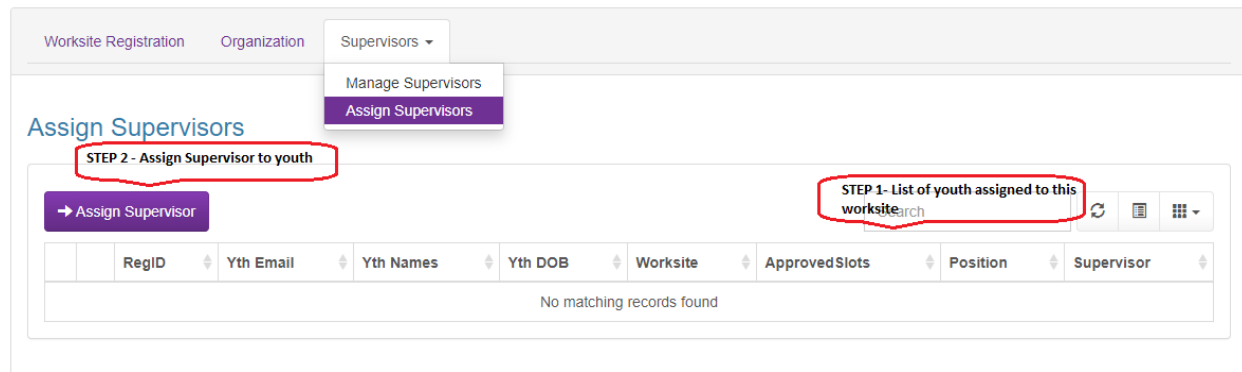 Worksite Registration Organization Supervisors
Manage Supervisors
Assign Supervisors
Assign Supervisors
STEP 2 - Assign Supervisor to youth
STEP 1- List of youth assigned to this
worksite
Search
Assign Supervisor
RegID Yth Email Yth Names Yth DOB Worksite ApprovedSlots Position Supervisor
No matching records found